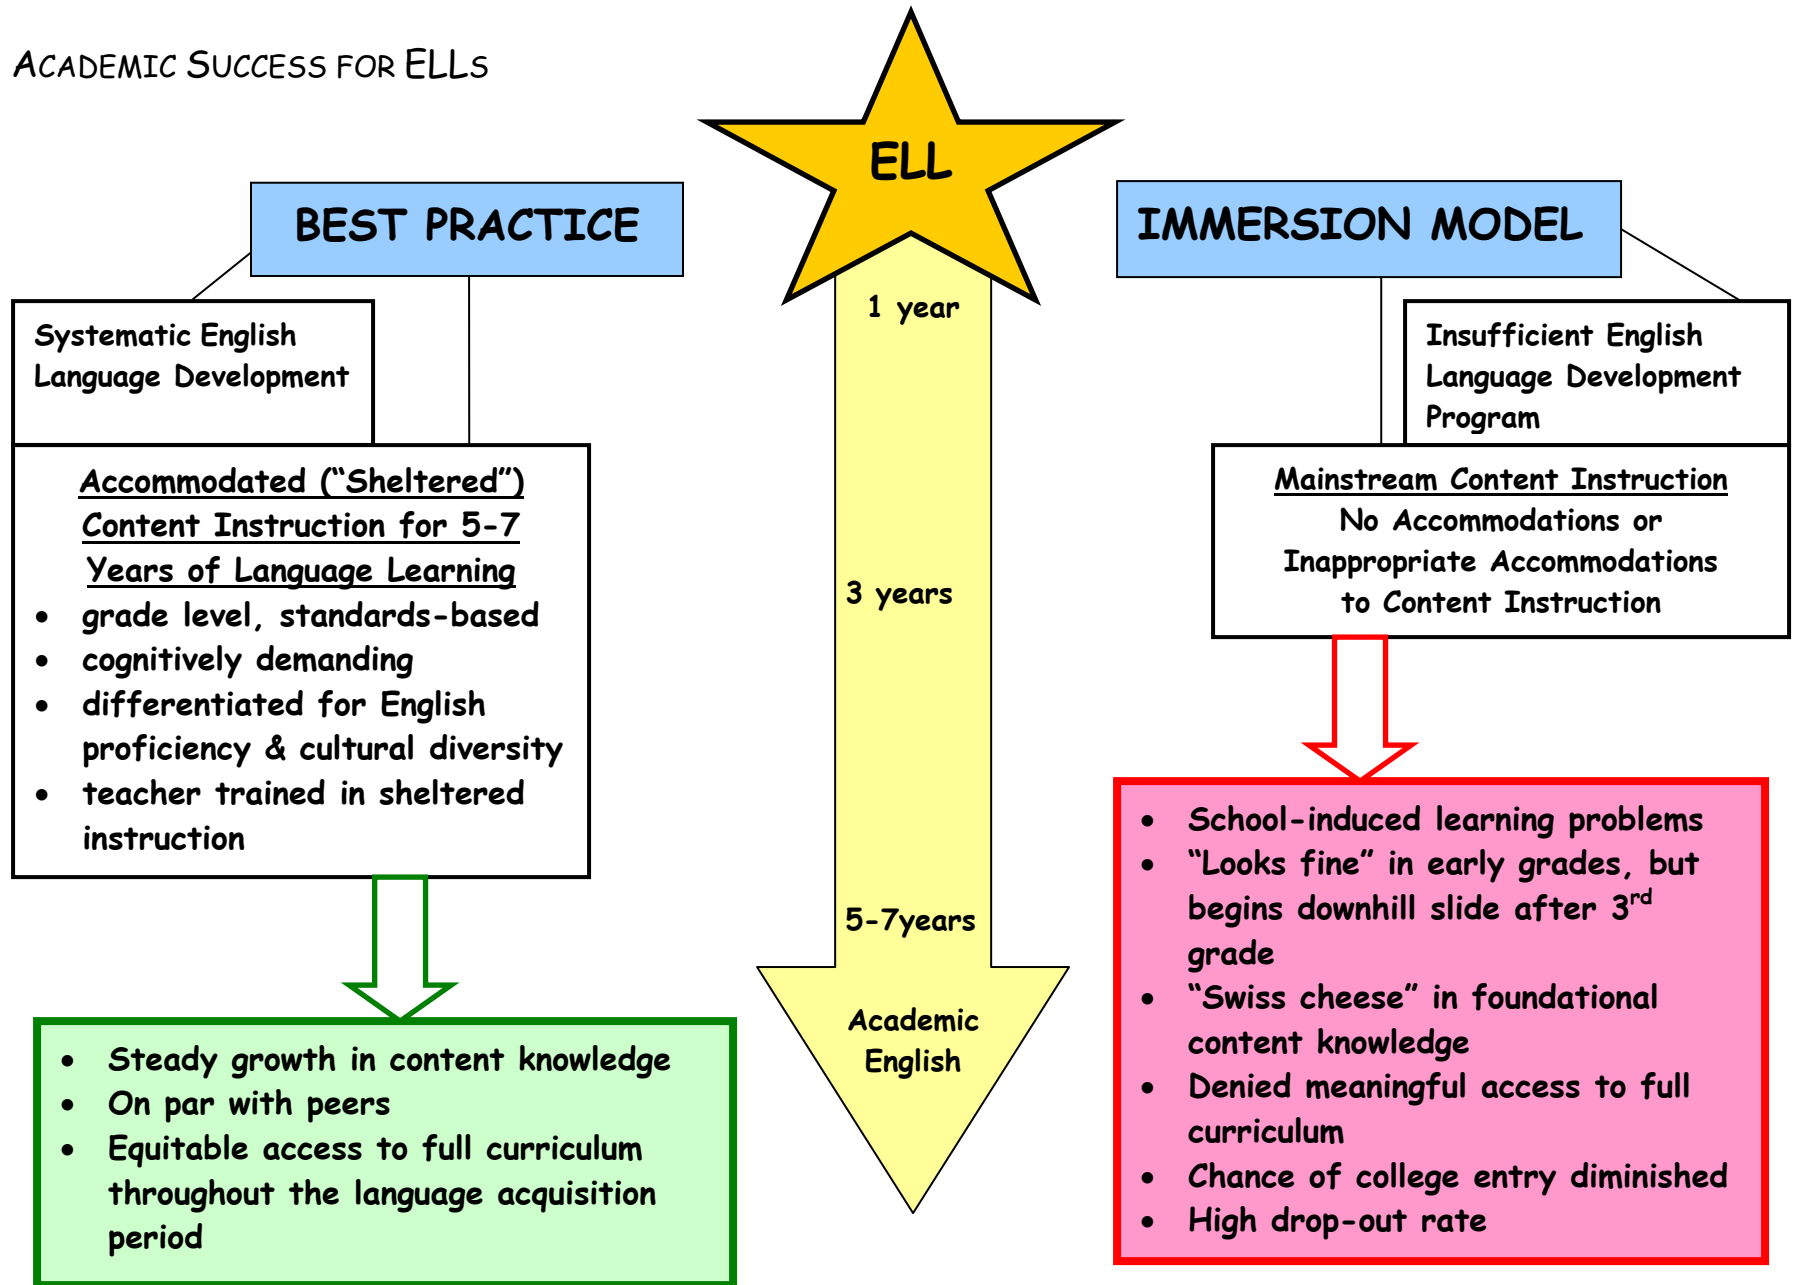 ACADEMIC SUCCESS FOR ELLS
ELL
BEST PRACTICE
Systematic English
Language Development
Accommodated (“Sheltered”)
Content Instruction for 5-7
Years of Language Learning
• grade level, standards-based
• cognitively demanding
• differentiated for English
proficiency & cultural diversity
• teacher trained in sheltered
instruction
• Steady growth in content knowledge
• On par with peers
• Equitable access to full curriculum
throughout the language acquisition
period
1 year
3 years
5-7years
Academic
English
IMMERSION MODEL
Insufficient English
Language Development
Program
Mainstream Content Instruction
No Accommodations or
Inappropriate Accommodations
to Content Instruction
• School-induced learning problems
• “Looks fine” in early grades, but
begins downhill slide after 3rd
grade
• “Swiss cheese” in foundational
content knowledge
• Denied meaningful access to full
curriculum
• Chance of college entry diminished
• High drop-out rate